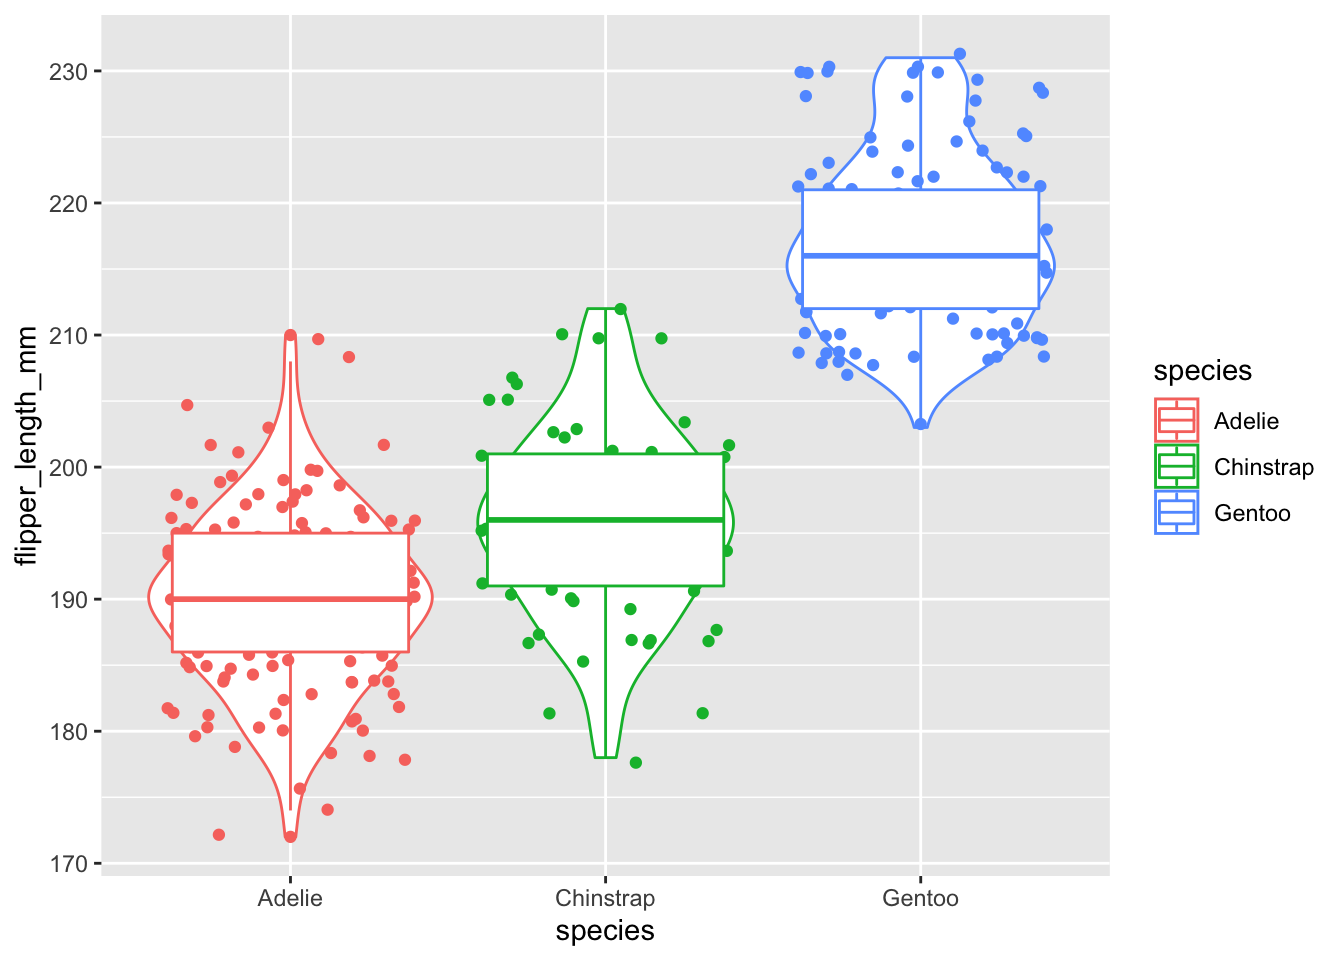 flipper_length_mm
230
220
210
200
190
180
170
Adelie
Chinstrap
Gentoo
species
species
Adelie
Chinstrap
Gentoo